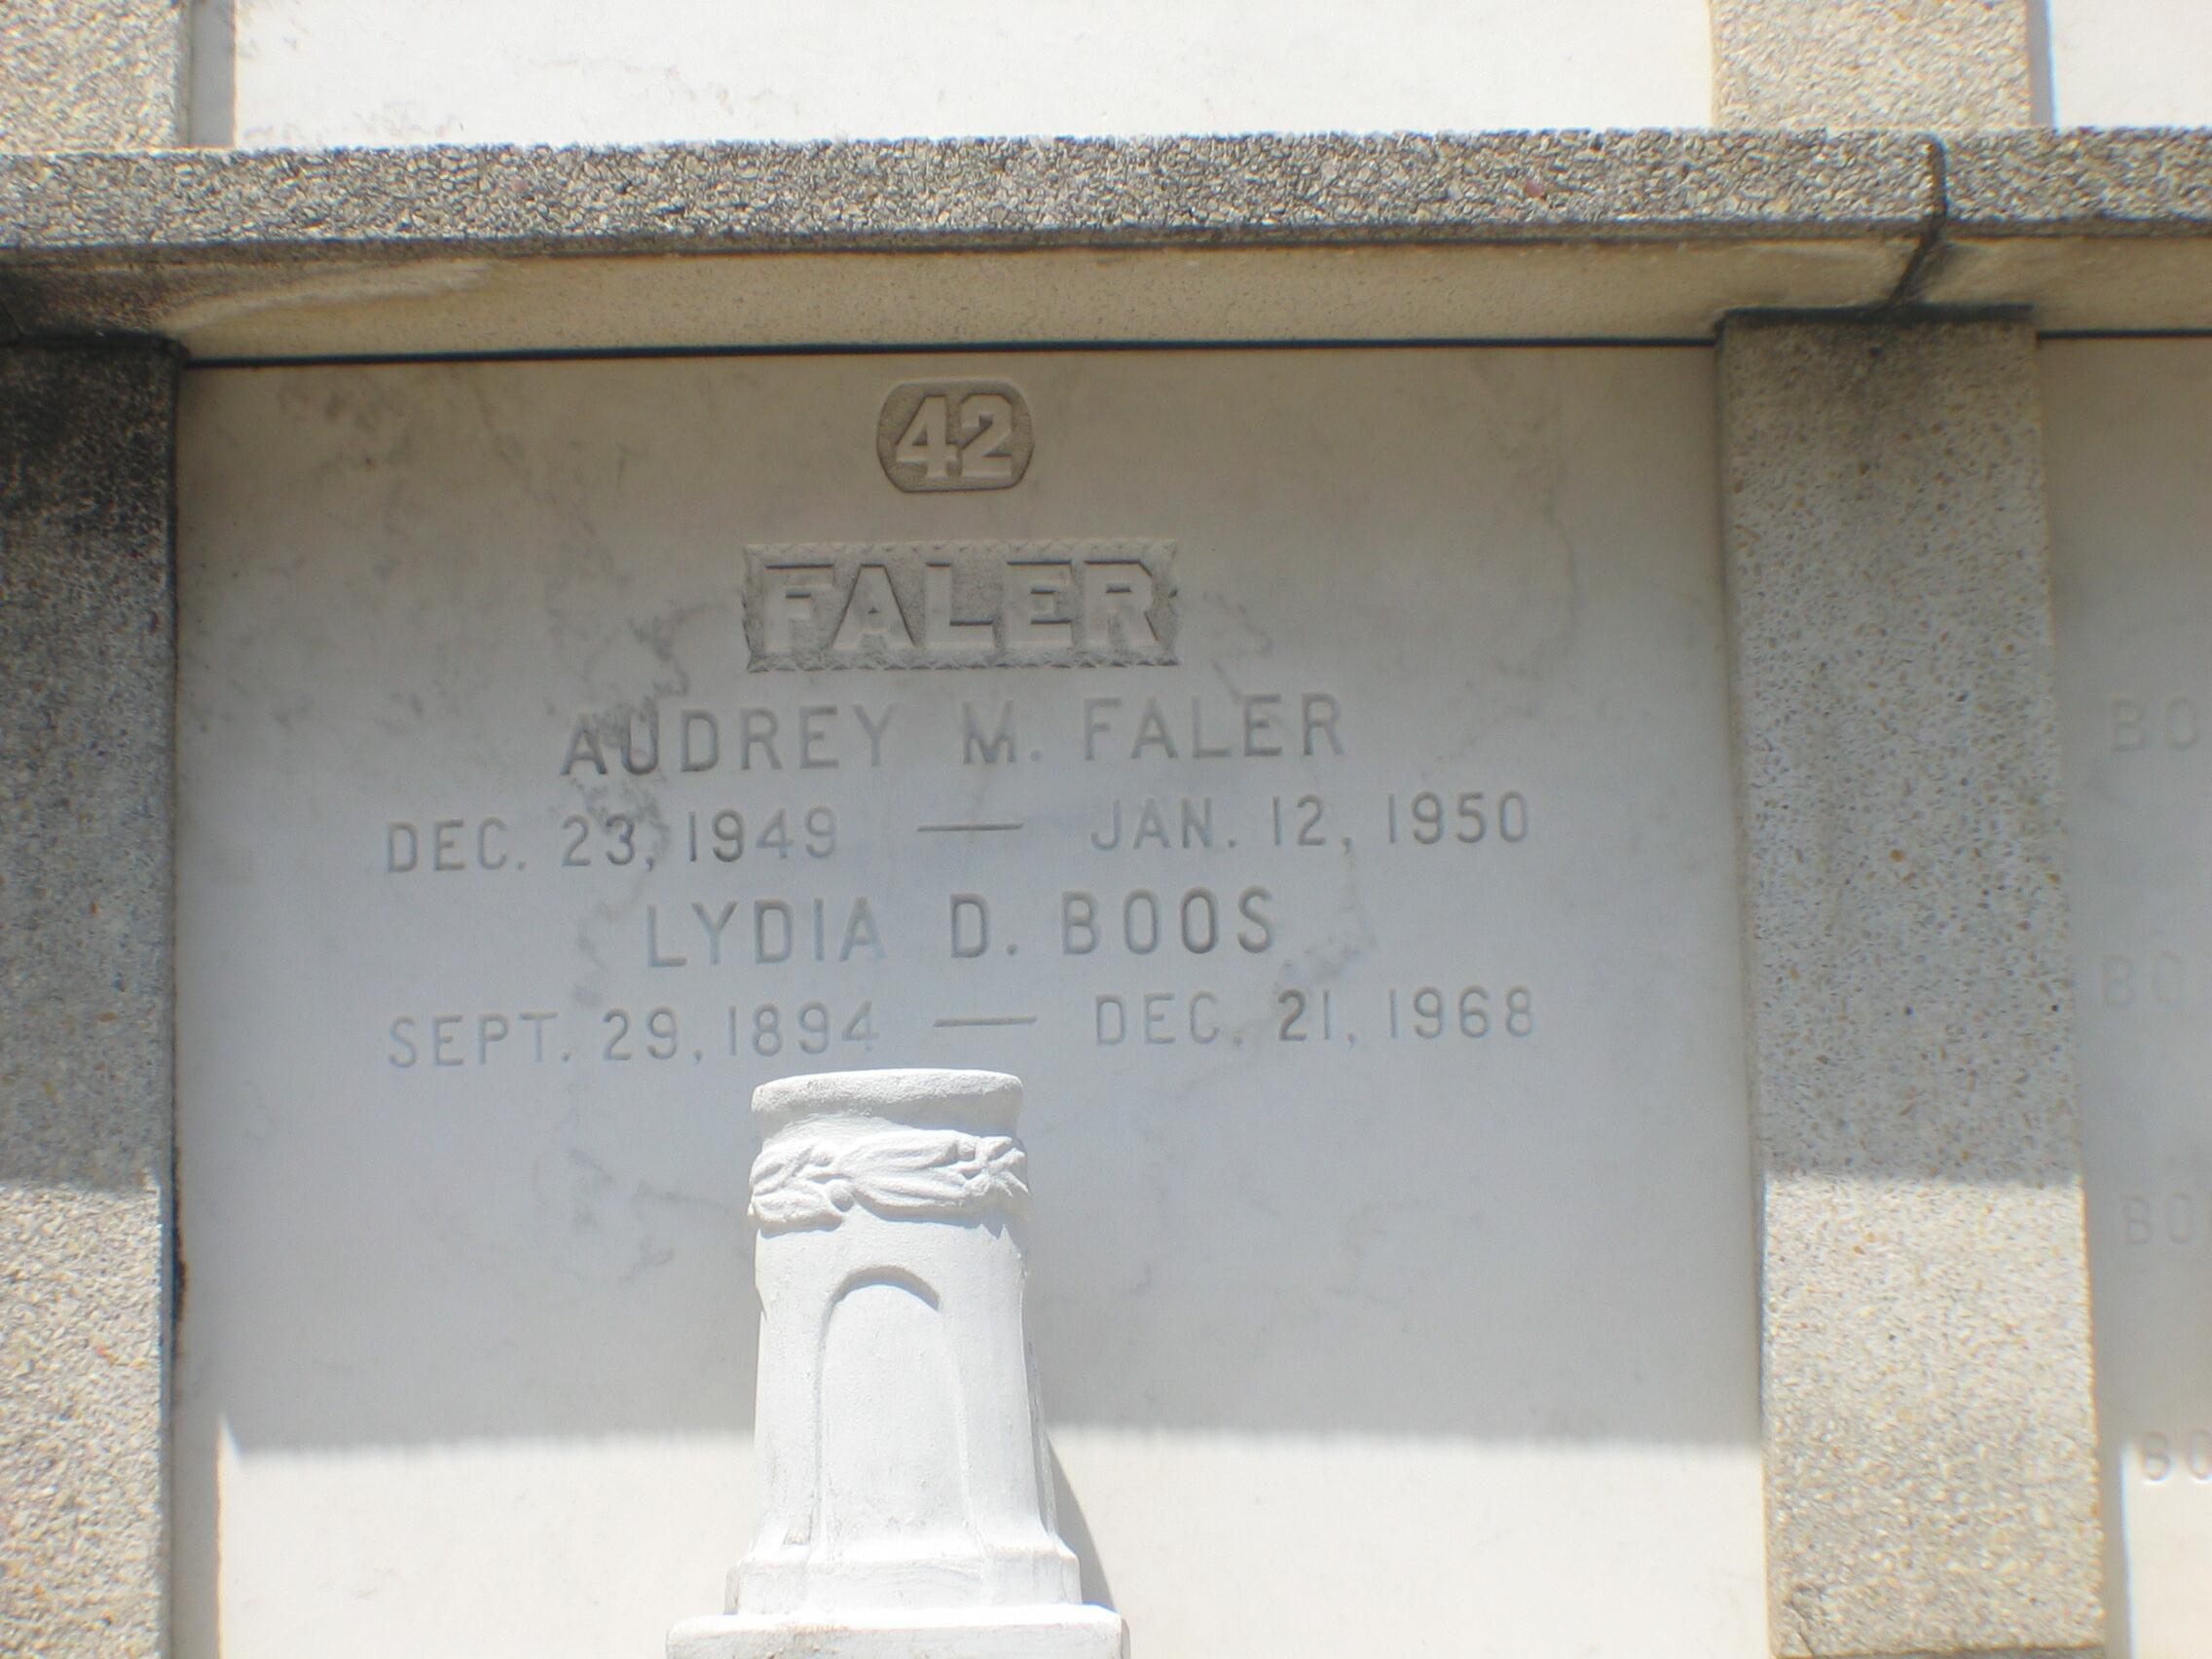 42
FALER
AUDREY M. FALER
DEC. 23, 1949 — JAN. 12, 1950
LYDIA D. BOOS
SEPT. 29, 1894 — DEC. 21, 1968